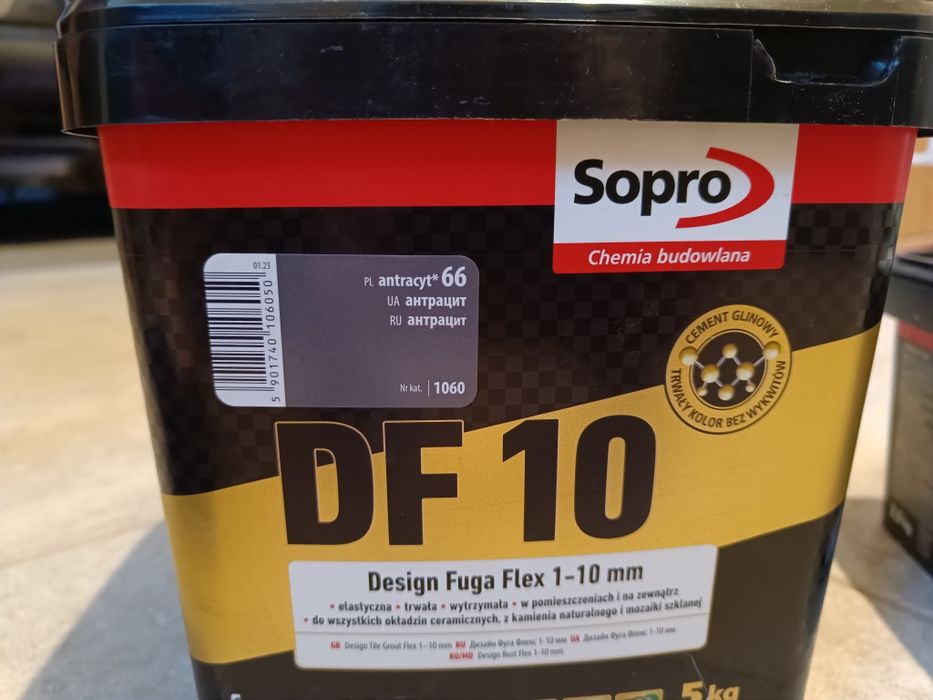 Sopro
Chemia budowlana
01.23
PL antracyt* 66
UA антрацит
RU антрацит
5 901740 106050
Nr kat. 1060
CEMENT GLINOWY
TRWAŁY KOLOR BEZ WYKWITÓW
DF 10
Design Fuga Flex 1–10 mm
• elastyczna • trwała • wytrzymała • w pomieszczeniach i na zewnątrz
• do wszystkich okładzin ceramicznych, z kamienia naturalnego i mozaiki szklanej
GB Design Tile Grout Flex 1–10 mm RU Дизайн Фуга Флекс 1-10 мм UA Дизайн Фуга Флекс 1-10 мм
RO/MD Design Rost Flex 1-10 mm
5 kg